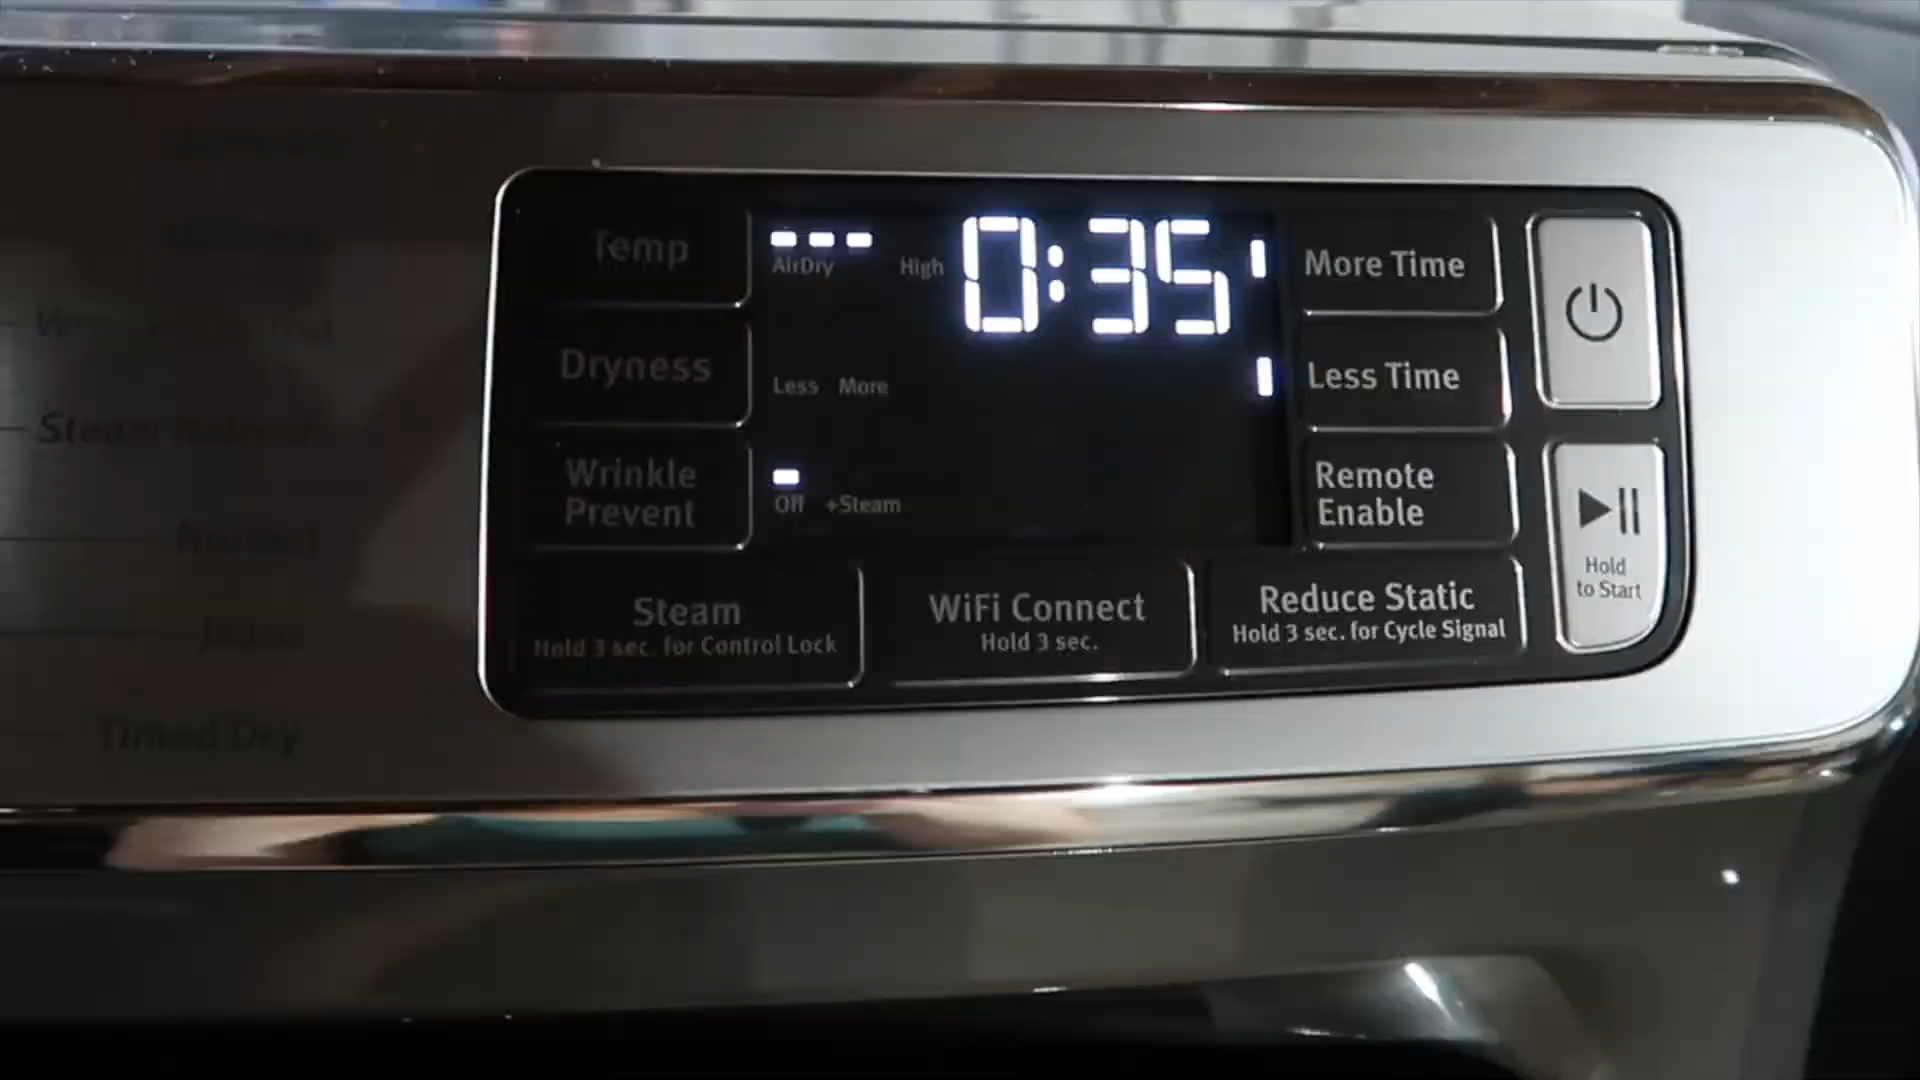 Temp
AirDry High
0:35
More Time
Dryness
Less More
Less Time
Wrinkle
Prevent
Off +Steam
Remote
Enable
Hold
to Start
Steam
Hold 3 sec. for Control Lock
WiFi Connect
Hold 3 sec.
Reduce Static
Hold 3 sec. for Cycle Signal
Steam Refresh
Normal
Timed Dry